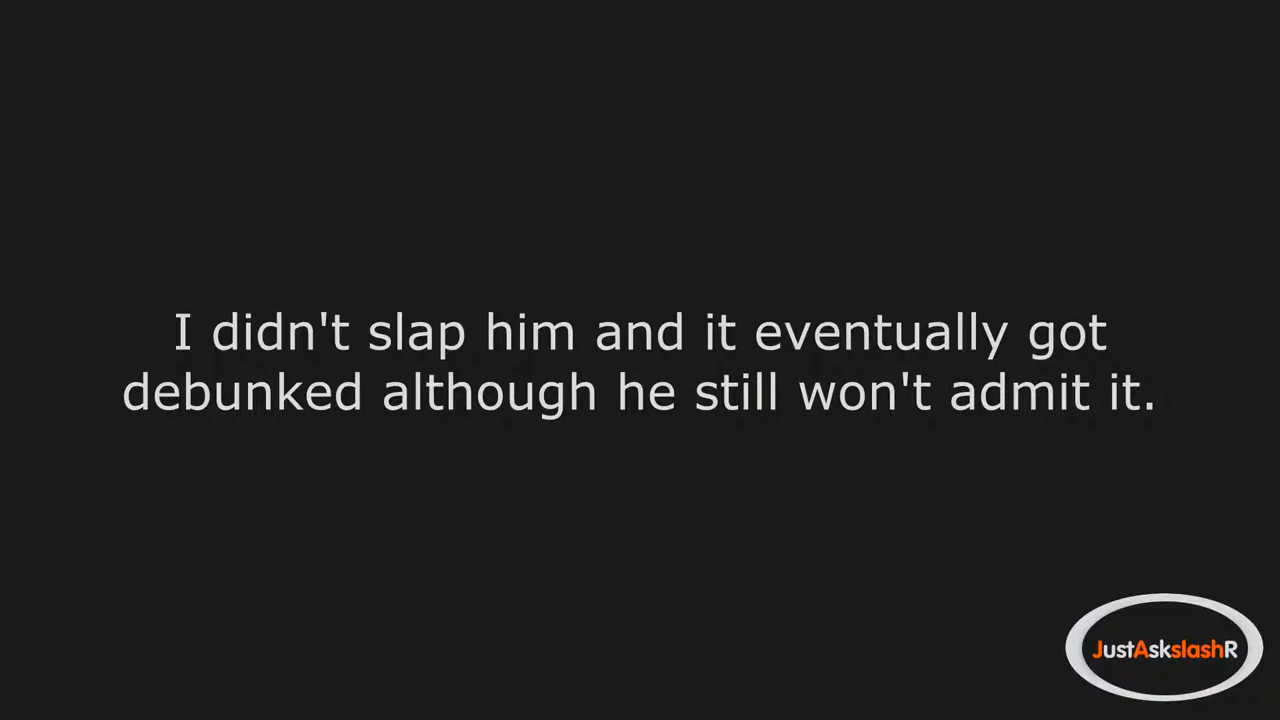 I didn't slap him and it eventually got
debunked although he still won't admit it.
JustAskslashR